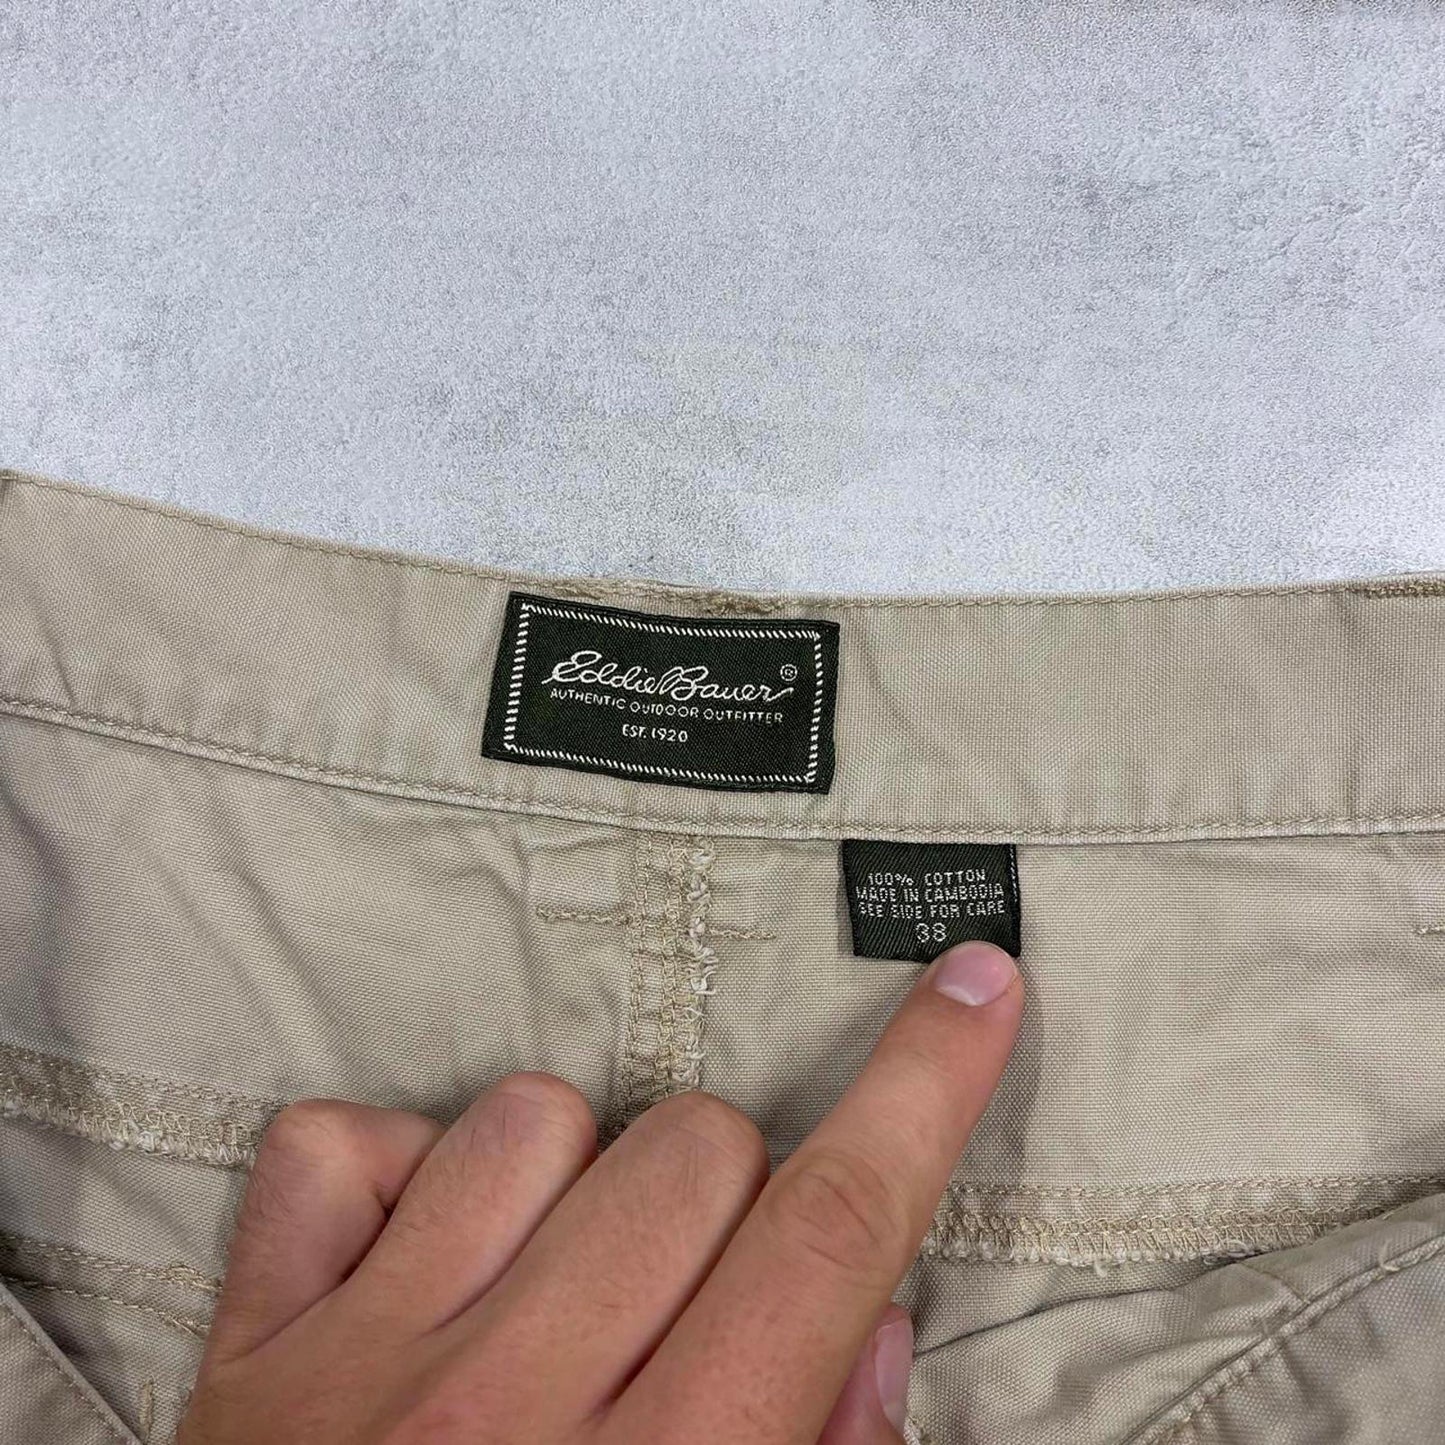 Eddie Bauer ®
AUTHENTIC OUTDOOR OUTFITTER
EST. 1920
100% COTTON
MADE IN CAMBODIA
SEE SIDE FOR CARE
38